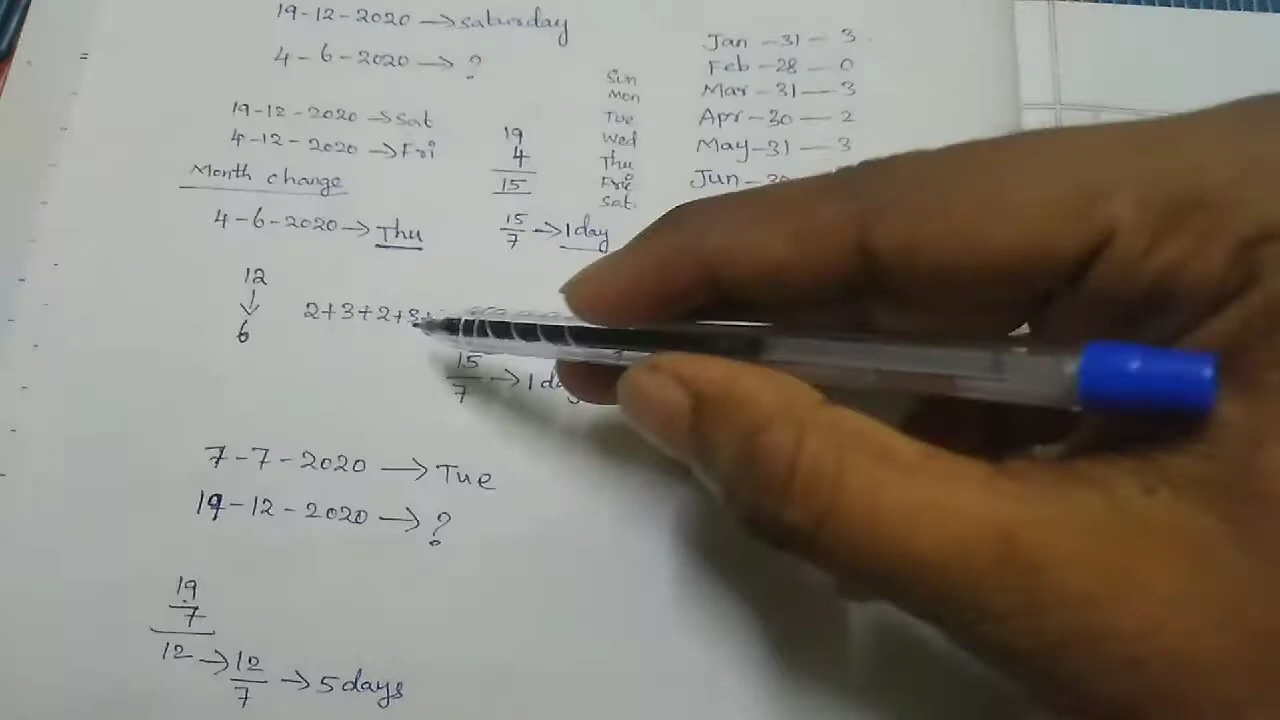 19-12-2020 → saturday
4-6-2020 → ?
19-12-2020 → Sat
4-12-2020 → Fri
Month change
4-6-2020 → Thu
19
4
15
15/7 → 1day
Sun
Mon
Tue
Wed
Thu
Fri
Sat
Jan - 31 - 3
Feb - 28 - 0
Mar - 31 - 3
Apr - 30 - 2
May - 31 - 3
Jun -
12
↓
6
2+3+2+3+
15/7 → 1 da
7-7-2020 → Tue
19-12-2020 → ?
19
7
12 → 12/7 → 5 days